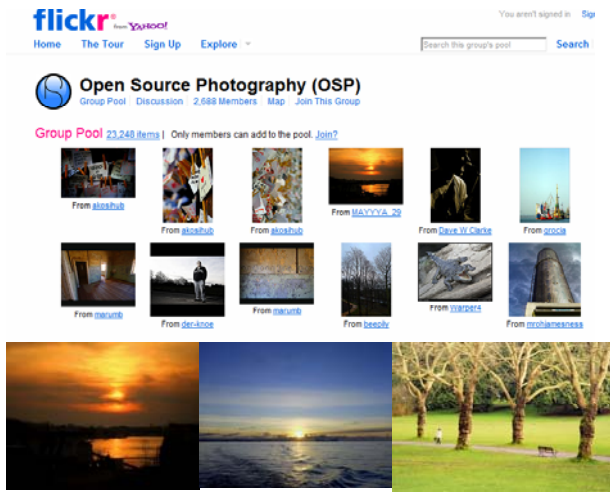 You aren't signed in Sig
flickr from YAHOO!
Home The Tour Sign Up Explore
Search this group's pool Search
Open Source Photography (OSP)
Group Pool Discussion 2,688 Members Map Join This Group
Group Pool 23,248 items | Only members can add to the pool. Join?
From akosihub
From akosihub
From akosihub
From MAYYYA_29
From Dave W Clarke
From grocia
From marumb
From der-knoe
From marumb
From beepily
From Warper4
From mrohjamesness